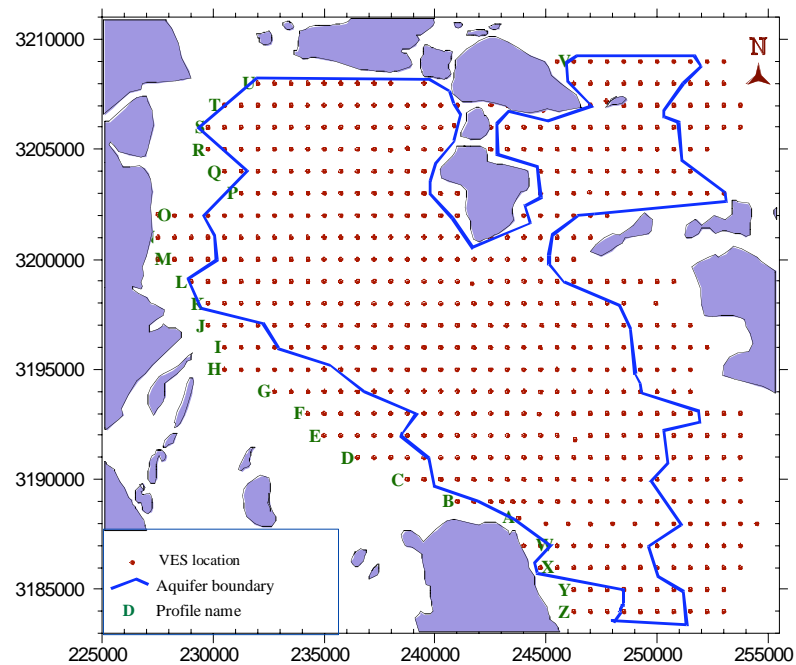 3210000
3205000
3200000
3195000
3190000
3185000
N
V
U
T
S
R
Q
P
O
M
L
K
J
I
H
G
F
E
D
C
B
A
W
X
Y
Z
VES location
Aquifer boundary
D Profile name
225000 230000 235000 240000 245000 250000 255000